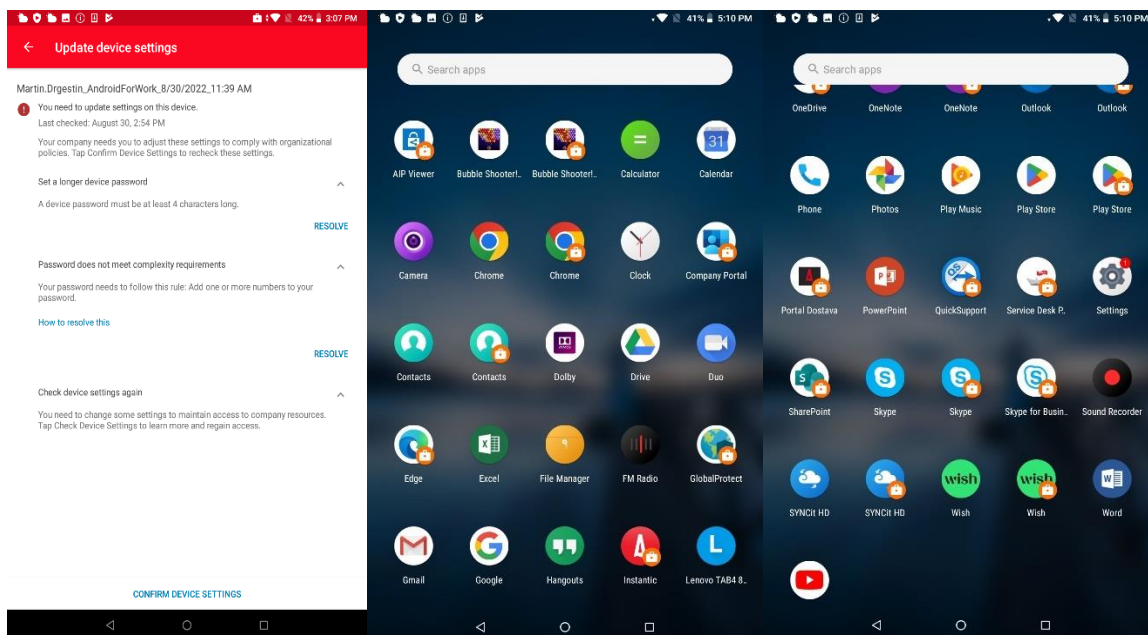 42% 3:07 PM
Update device settings
Martin.Drgestin_AndroidForWork_8/30/2022_11:39 AM
You need to update settings on this device.
Last checked: August 30, 2:54 PM
Your company needs you to adjust these settings to comply with organizational
policies. Tap Confirm Device Settings to recheck these settings.
Set a longer device password
A device password must be at least 4 characters long.
RESOLVE
Password does not meet complexity requirements
Your password needs to follow this rule: Add one or more numbers to your
password.
How to resolve this
RESOLVE
Check device settings again
You need to change some settings to maintain access to company resources.
Tap Check Device Settings to learn more and regain access.
CONFIRM DEVICE SETTINGS
41% 5:10 PM
Search apps
AIP Viewer Bubble Shooter!.. Bubble Shooter!.. Calculator 31 Calendar
Camera Chrome Chrome Clock Company Portal
Contacts Contacts Dolby Drive Duo
Edge Excel File Manager FM Radio GlobalProtect
Gmail Google Hangouts Instantic L Lenovo TAB4 8..
41% 5:10 PM
Search apps
OneDrive OneNote OneNote Outlook Outlook
Phone Photos Play Music Play Store Play Store
Portal Dostava PowerPoint QuickSupport Service Desk P.. 1 Settings
SharePoint Skype Skype Skype for Busin.. Sound Recorder
wish wish
SYNCit HD SYNCit HD Wish Wish Word